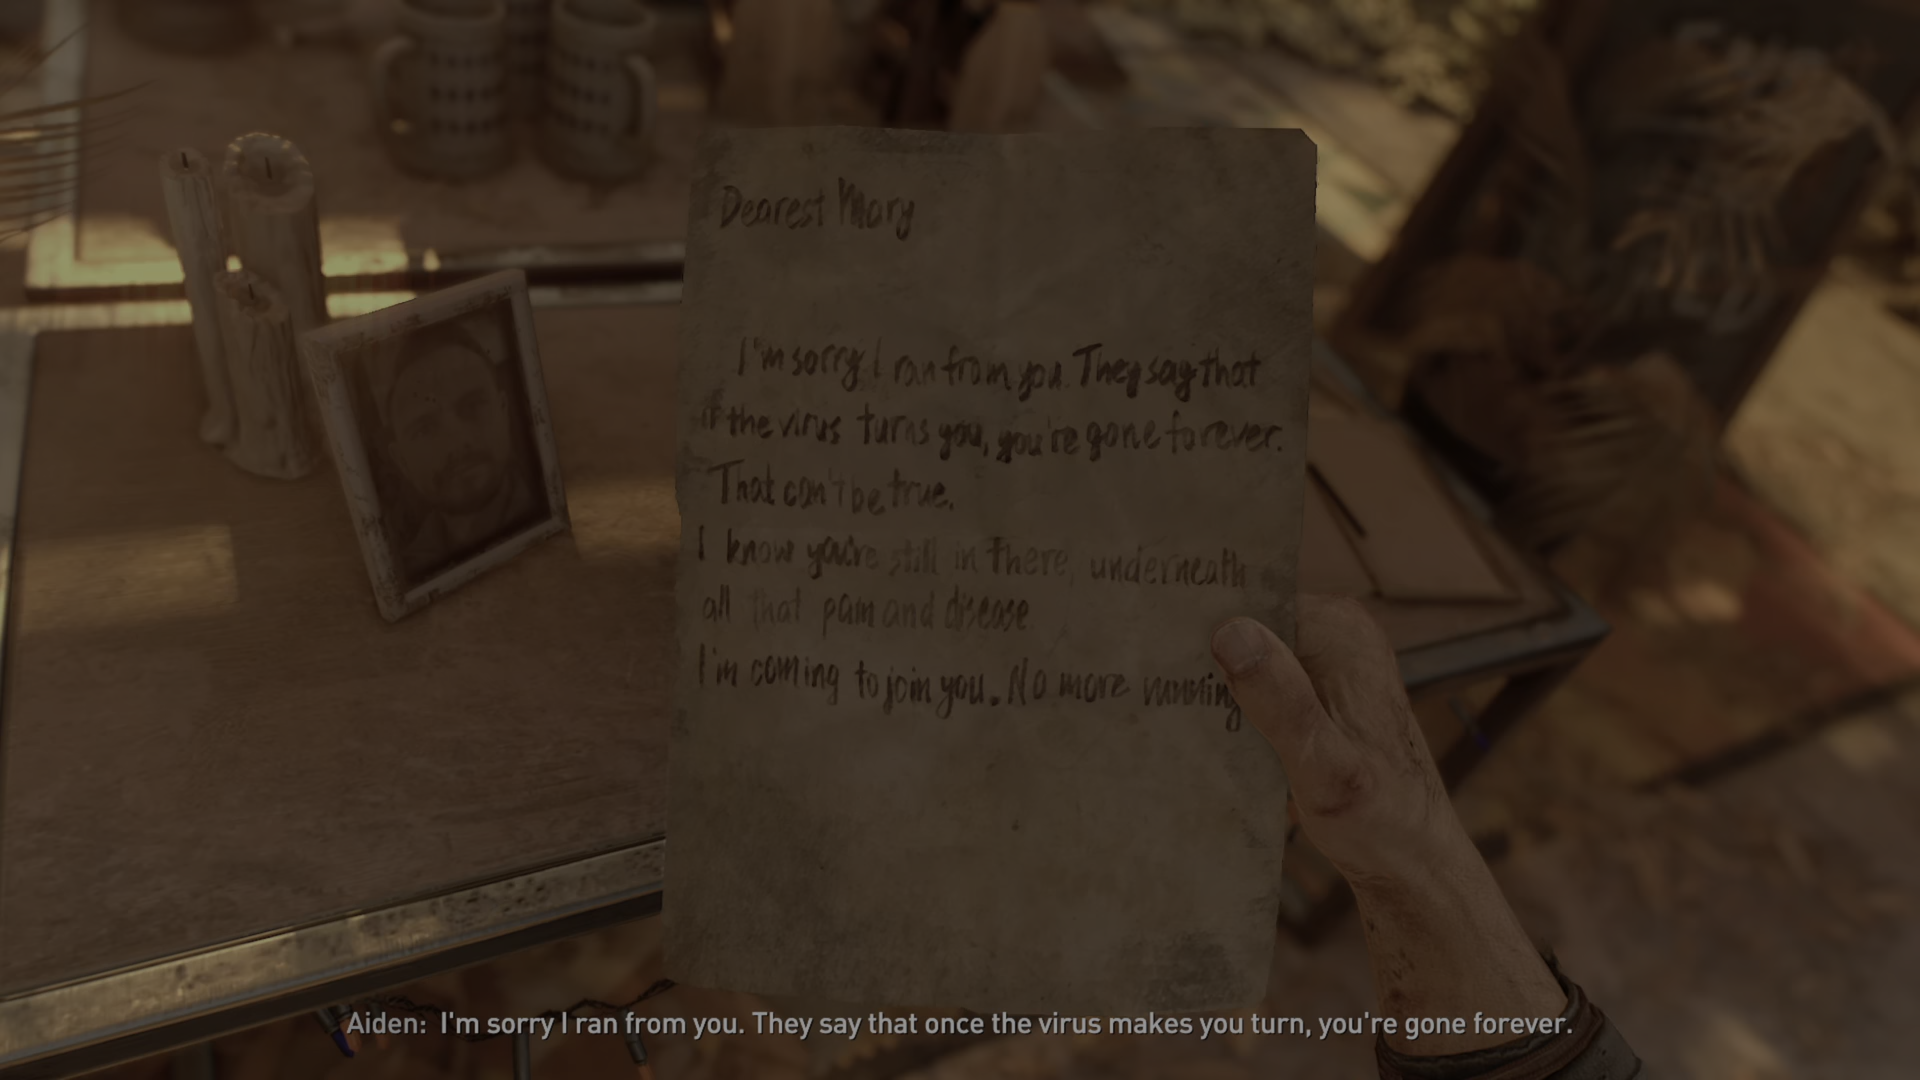 Dearest Mary
I'm sorry I ran from you. They say that
if the virus turns you, you're gone forever.
That can't be true.
I know you're still in there, underneath
all that pain and disease
I'm coming to join you. No more running
Aiden: I'm sorry I ran from you. They say that once the virus makes you turn, you're gone forever.